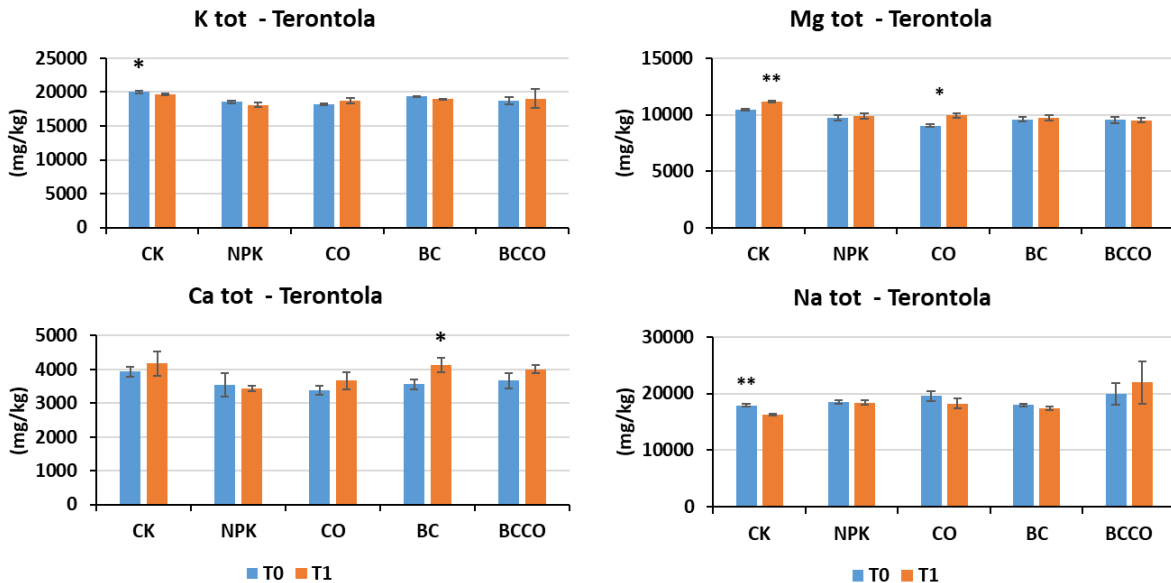 K tot - Terontola
(mg/kg)
25000
20000
15000
10000
5000
0
*
CK NPK CO BC BCCO
Mg tot - Terontola
(mg/kg)
15000
10000
5000
0
**
*
CK NPK CO BC BCCO
Ca tot - Terontola
(mg/kg)
5000
4000
3000
2000
1000
0
*
CK NPK CO BC BCCO
T0 T1
Na tot - Terontola
(mg/kg)
30000
20000
10000
0
**
CK NPK CO BC BCCO
T0 T1